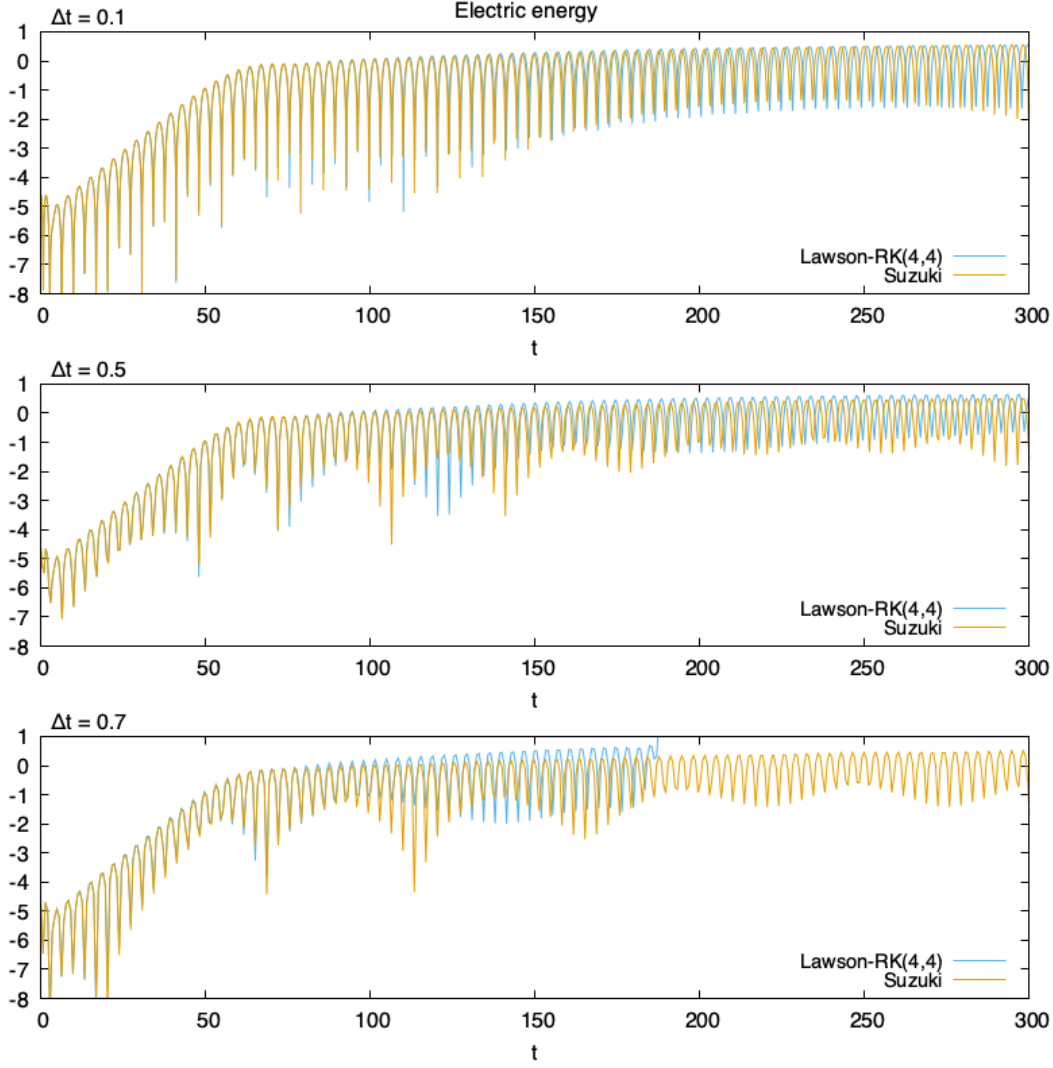 Electric energy
Δt = 0.1
1
0
-1
-2
-3
-4
-5
-6
-7
-8
Lawson-RK(4,4)
Suzuki
0 50 100 150 200 250 300
t
Δt = 0.5
1
0
-1
-2
-3
-4
-5
-6
-7
-8
Lawson-RK(4,4)
Suzuki
0 50 100 150 200 250 300
t
Δt = 0.7
1
0
-1
-2
-3
-4
-5
-6
-7
-8
Lawson-RK(4,4)
Suzuki
0 50 100 150 200 250 300
t